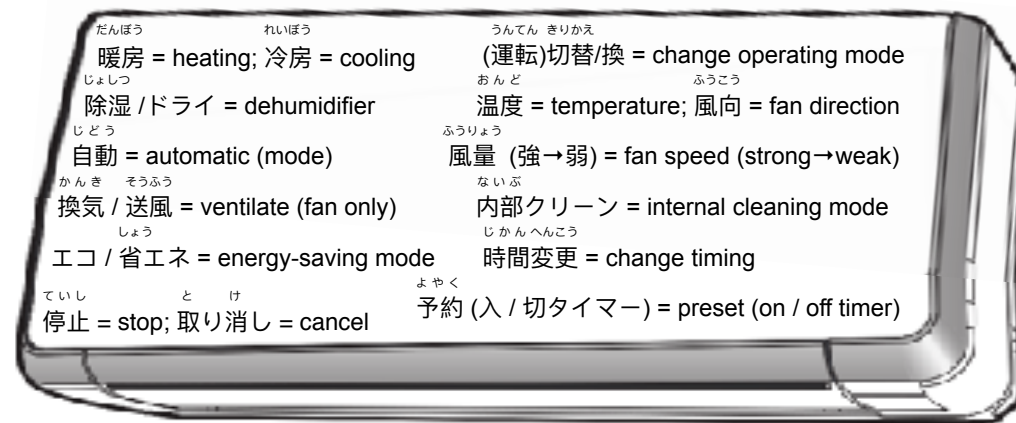 だんぼう れいぼう うんてん きりかえ
暖房 = heating; 冷房 = cooling (運転)切替/換 = change operating mode
じょしつ おんど ふうこう
除湿 /ドライ = dehumidifier 温度 = temperature; 風向 = fan direction
じどう ふうりょう
自動 = automatic (mode) 風量 (強→弱) = fan speed (strong→weak)
かんき そうふう ないぶ
換気 / 送風 = ventilate (fan only) 内部クリーン = internal cleaning mode
しょう じかんへんこう
エコ / 省エネ = energy-saving mode 時間変更 = change timing
ていし と け よやく
停止 = stop; 取り消し = cancel 予約 (入 / 切タイマー) = preset (on / off timer)